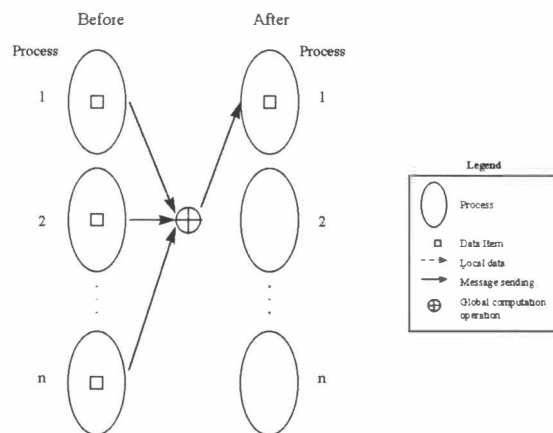 Before After
Process Process
1 1
2 2
n n
Legend
Process
Data Item
Local data
Message sending
Global computation
operation